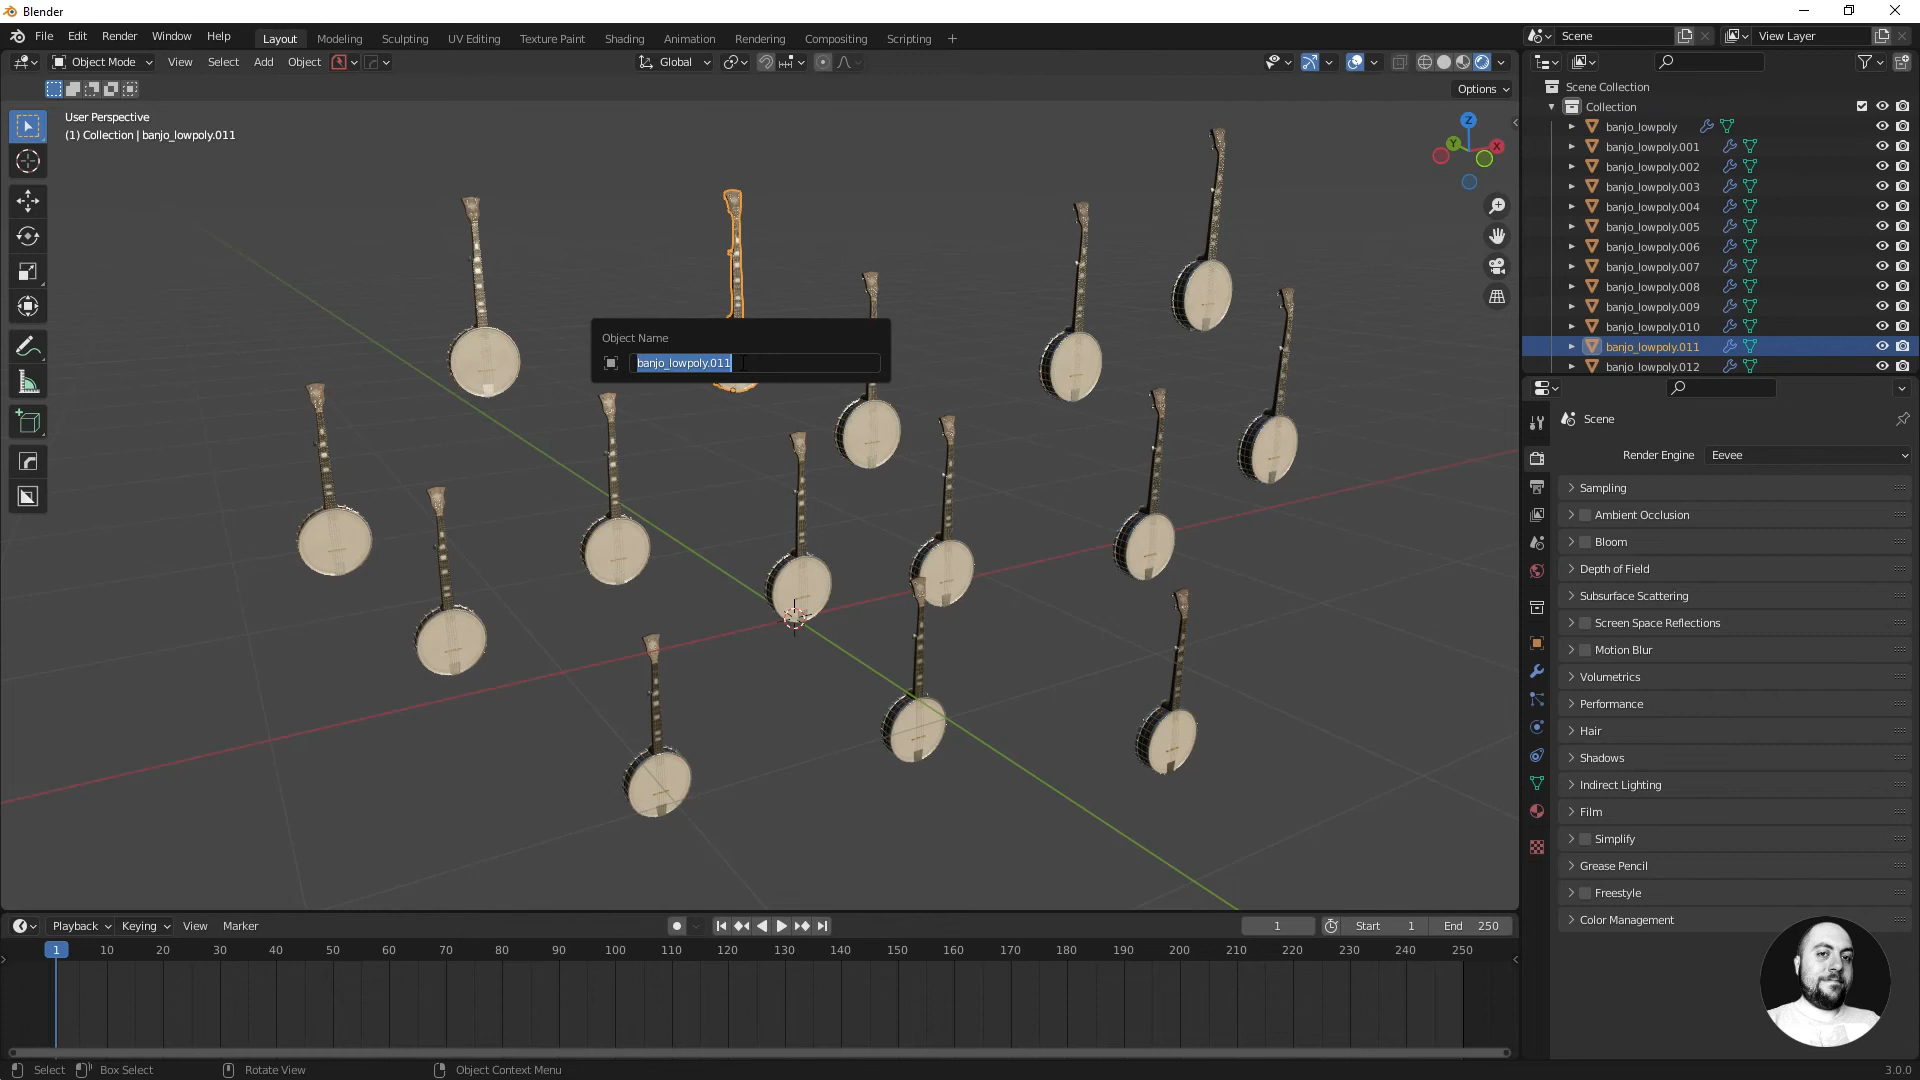 Blender
File Edit Render Window Help
Layout Modeling Sculpting UV Editing Texture Paint Shading Animation Rendering Compositing Scripting +
Scene
View Layer
Object Mode View Select Add Object
Global
Options
User Perspective
(1) Collection | banjo_lowpoly.011
Z
Y
X
Object Name
banjo_lowpoly.011
Scene Collection
Collection
banjo_lowpoly
banjo_lowpoly.001
banjo_lowpoly.002
banjo_lowpoly.003
banjo_lowpoly.004
banjo_lowpoly.005
banjo_lowpoly.006
banjo_lowpoly.007
banjo_lowpoly.008
banjo_lowpoly.009
banjo_lowpoly.010
banjo_lowpoly.011
banjo_lowpoly.012
Scene
Render Engine Eevee
Sampling
Ambient Occlusion
Bloom
Depth of Field
Subsurface Scattering
Screen Space Reflections
Motion Blur
Volumetrics
Performance
Hair
Shadows
Indirect Lighting
Film
Simplify
Grease Pencil
Freestyle
Color Management
Playback Keying View Marker
1 Start 1 End 250
1 10 20 30 40 50 60 70 80 90 100 110 120 130 140 150 160 170 180 190 200 210 220 230 240 250
Select Box Select Rotate View Object Context Menu
3.0.0